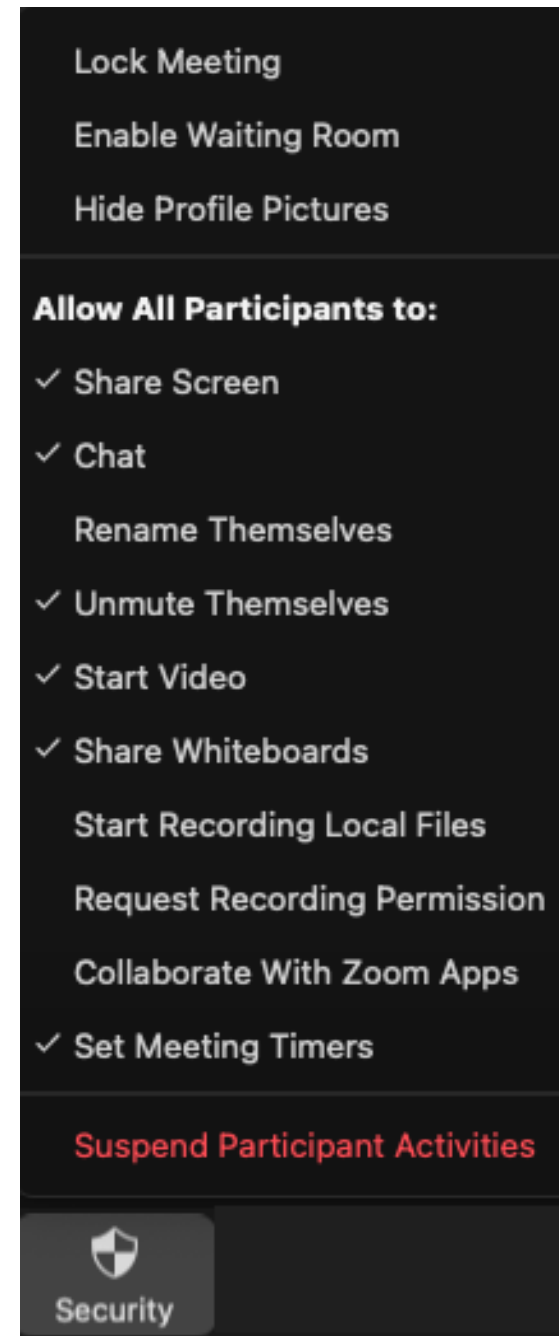 Lock Meeting
Enable Waiting Room
Hide Profile Pictures
Allow All Participants to:
✓ Share Screen
✓ Chat
Rename Themselves
✓ Unmute Themselves
✓ Start Video
✓ Share Whiteboards
Start Recording Local Files
Request Recording Permission
Collaborate With Zoom Apps
✓ Set Meeting Timers
Suspend Participant Activities
Security